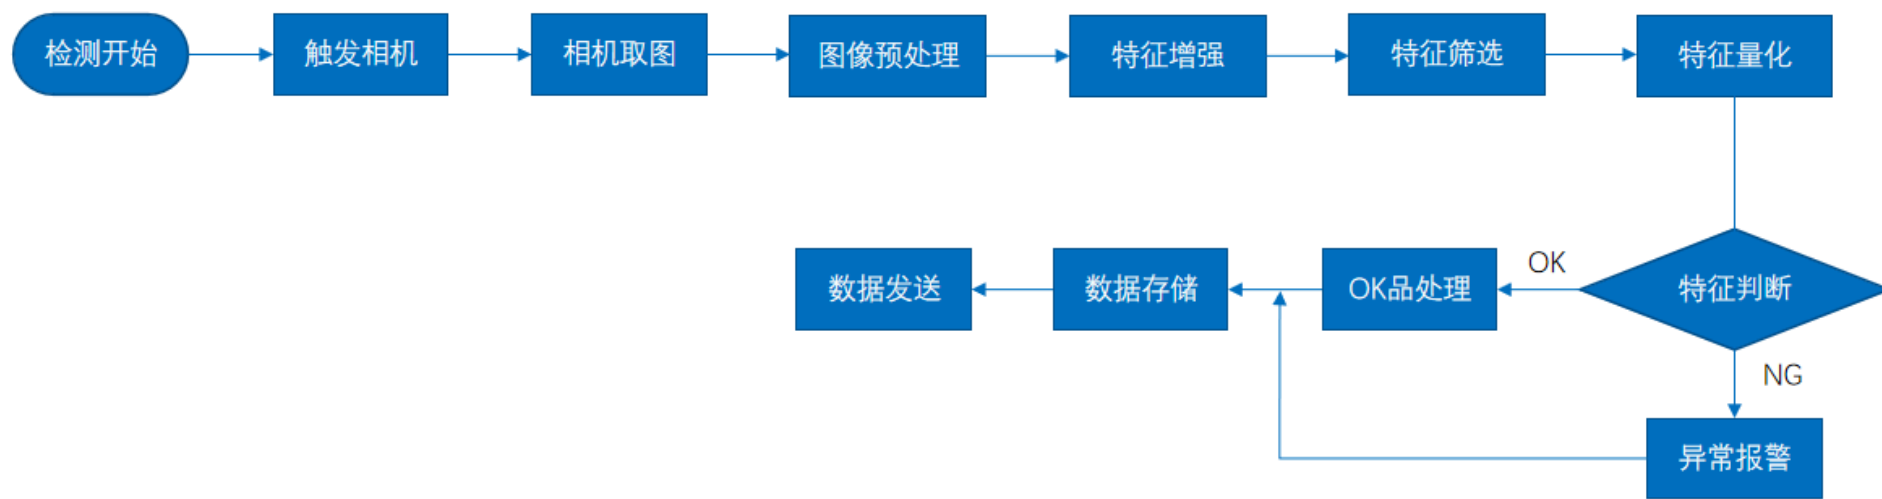 检测开始
触发相机
相机取图
图像预处理
特征增强
特征筛选
特征量化
数据发送
数据存储
OK品处理
OK
特征判断
NG
异常报警